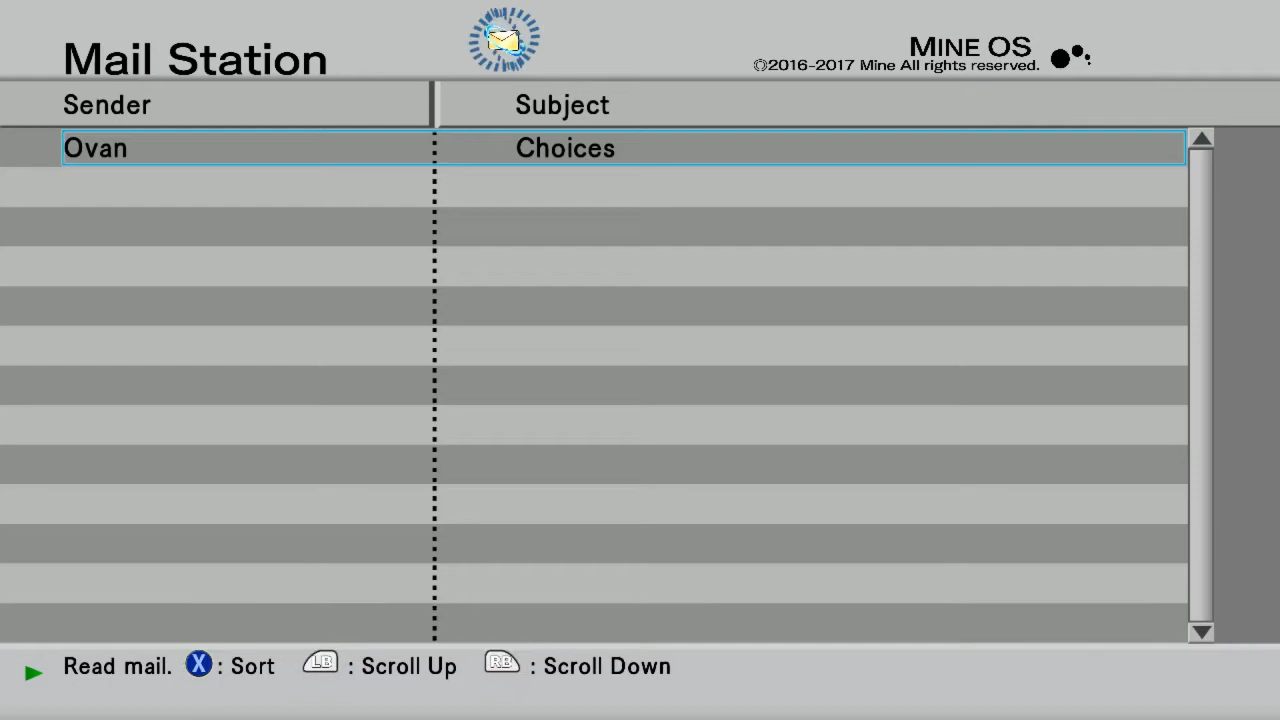 Mail Station
MINE OS
©2016-2017 Mine All rights reserved.
Sender Subject
Ovan Choices
Read mail. X : Sort LB : Scroll Up RB : Scroll Down